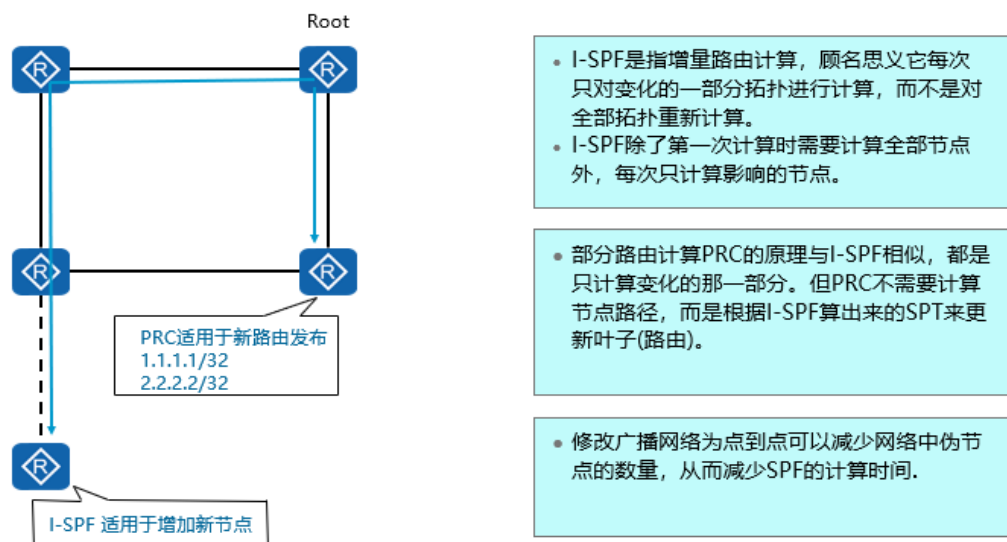 Root
R
R
R
R
PRC适用于新路由发布
1.1.1.1/32
2.2.2.2/32
R
I-SPF 适用于增加新节点
• I-SPF是指增量路由计算，顾名思义它每次
只对变化的一部分拓扑进行计算，而不是对
全部拓扑重新计算。
• I-SPF除了第一次计算时需要计算全部节点
外，每次只计算影响的节点。
• 部分路由计算PRC的原理与I-SPF相似，都是
只计算变化的那一部分。但PRC不需要计算
节点路径，而是根据I-SPF算出来的SPT来更
新叶子(路由)。
• 修改广播网络为点到点可以减少网络中伪节
点的数量，从而减少SPF的计算时间.